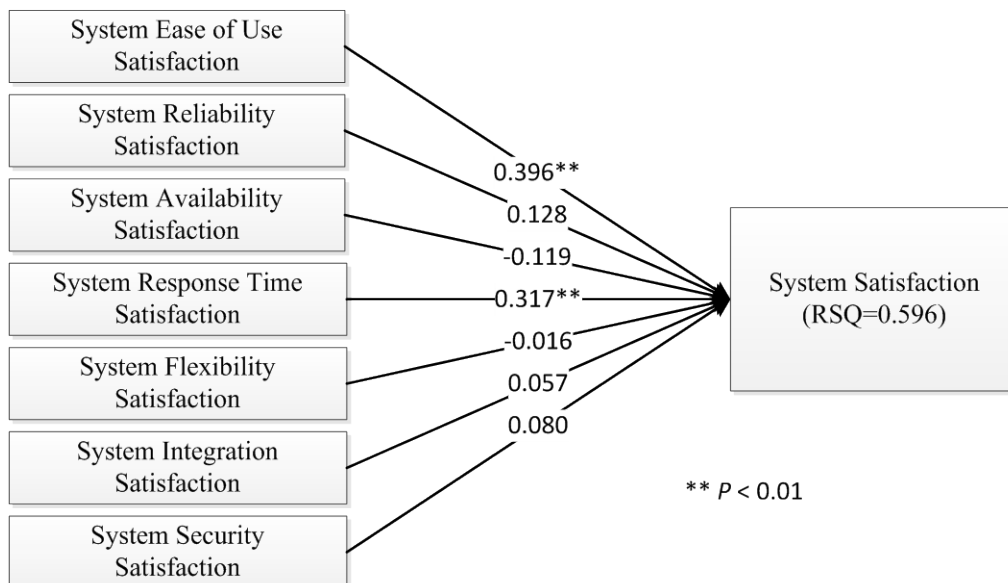 System Ease of Use
Satisfaction
System Reliability
Satisfaction
System Availability
Satisfaction
System Response Time
Satisfaction
System Flexibility
Satisfaction
System Integration
Satisfaction
System Security
Satisfaction
0.396**
0.128
-0.119
0.317**
-0.016
0.057
0.080
System Satisfaction
(RSQ=0.596)
** P < 0.01